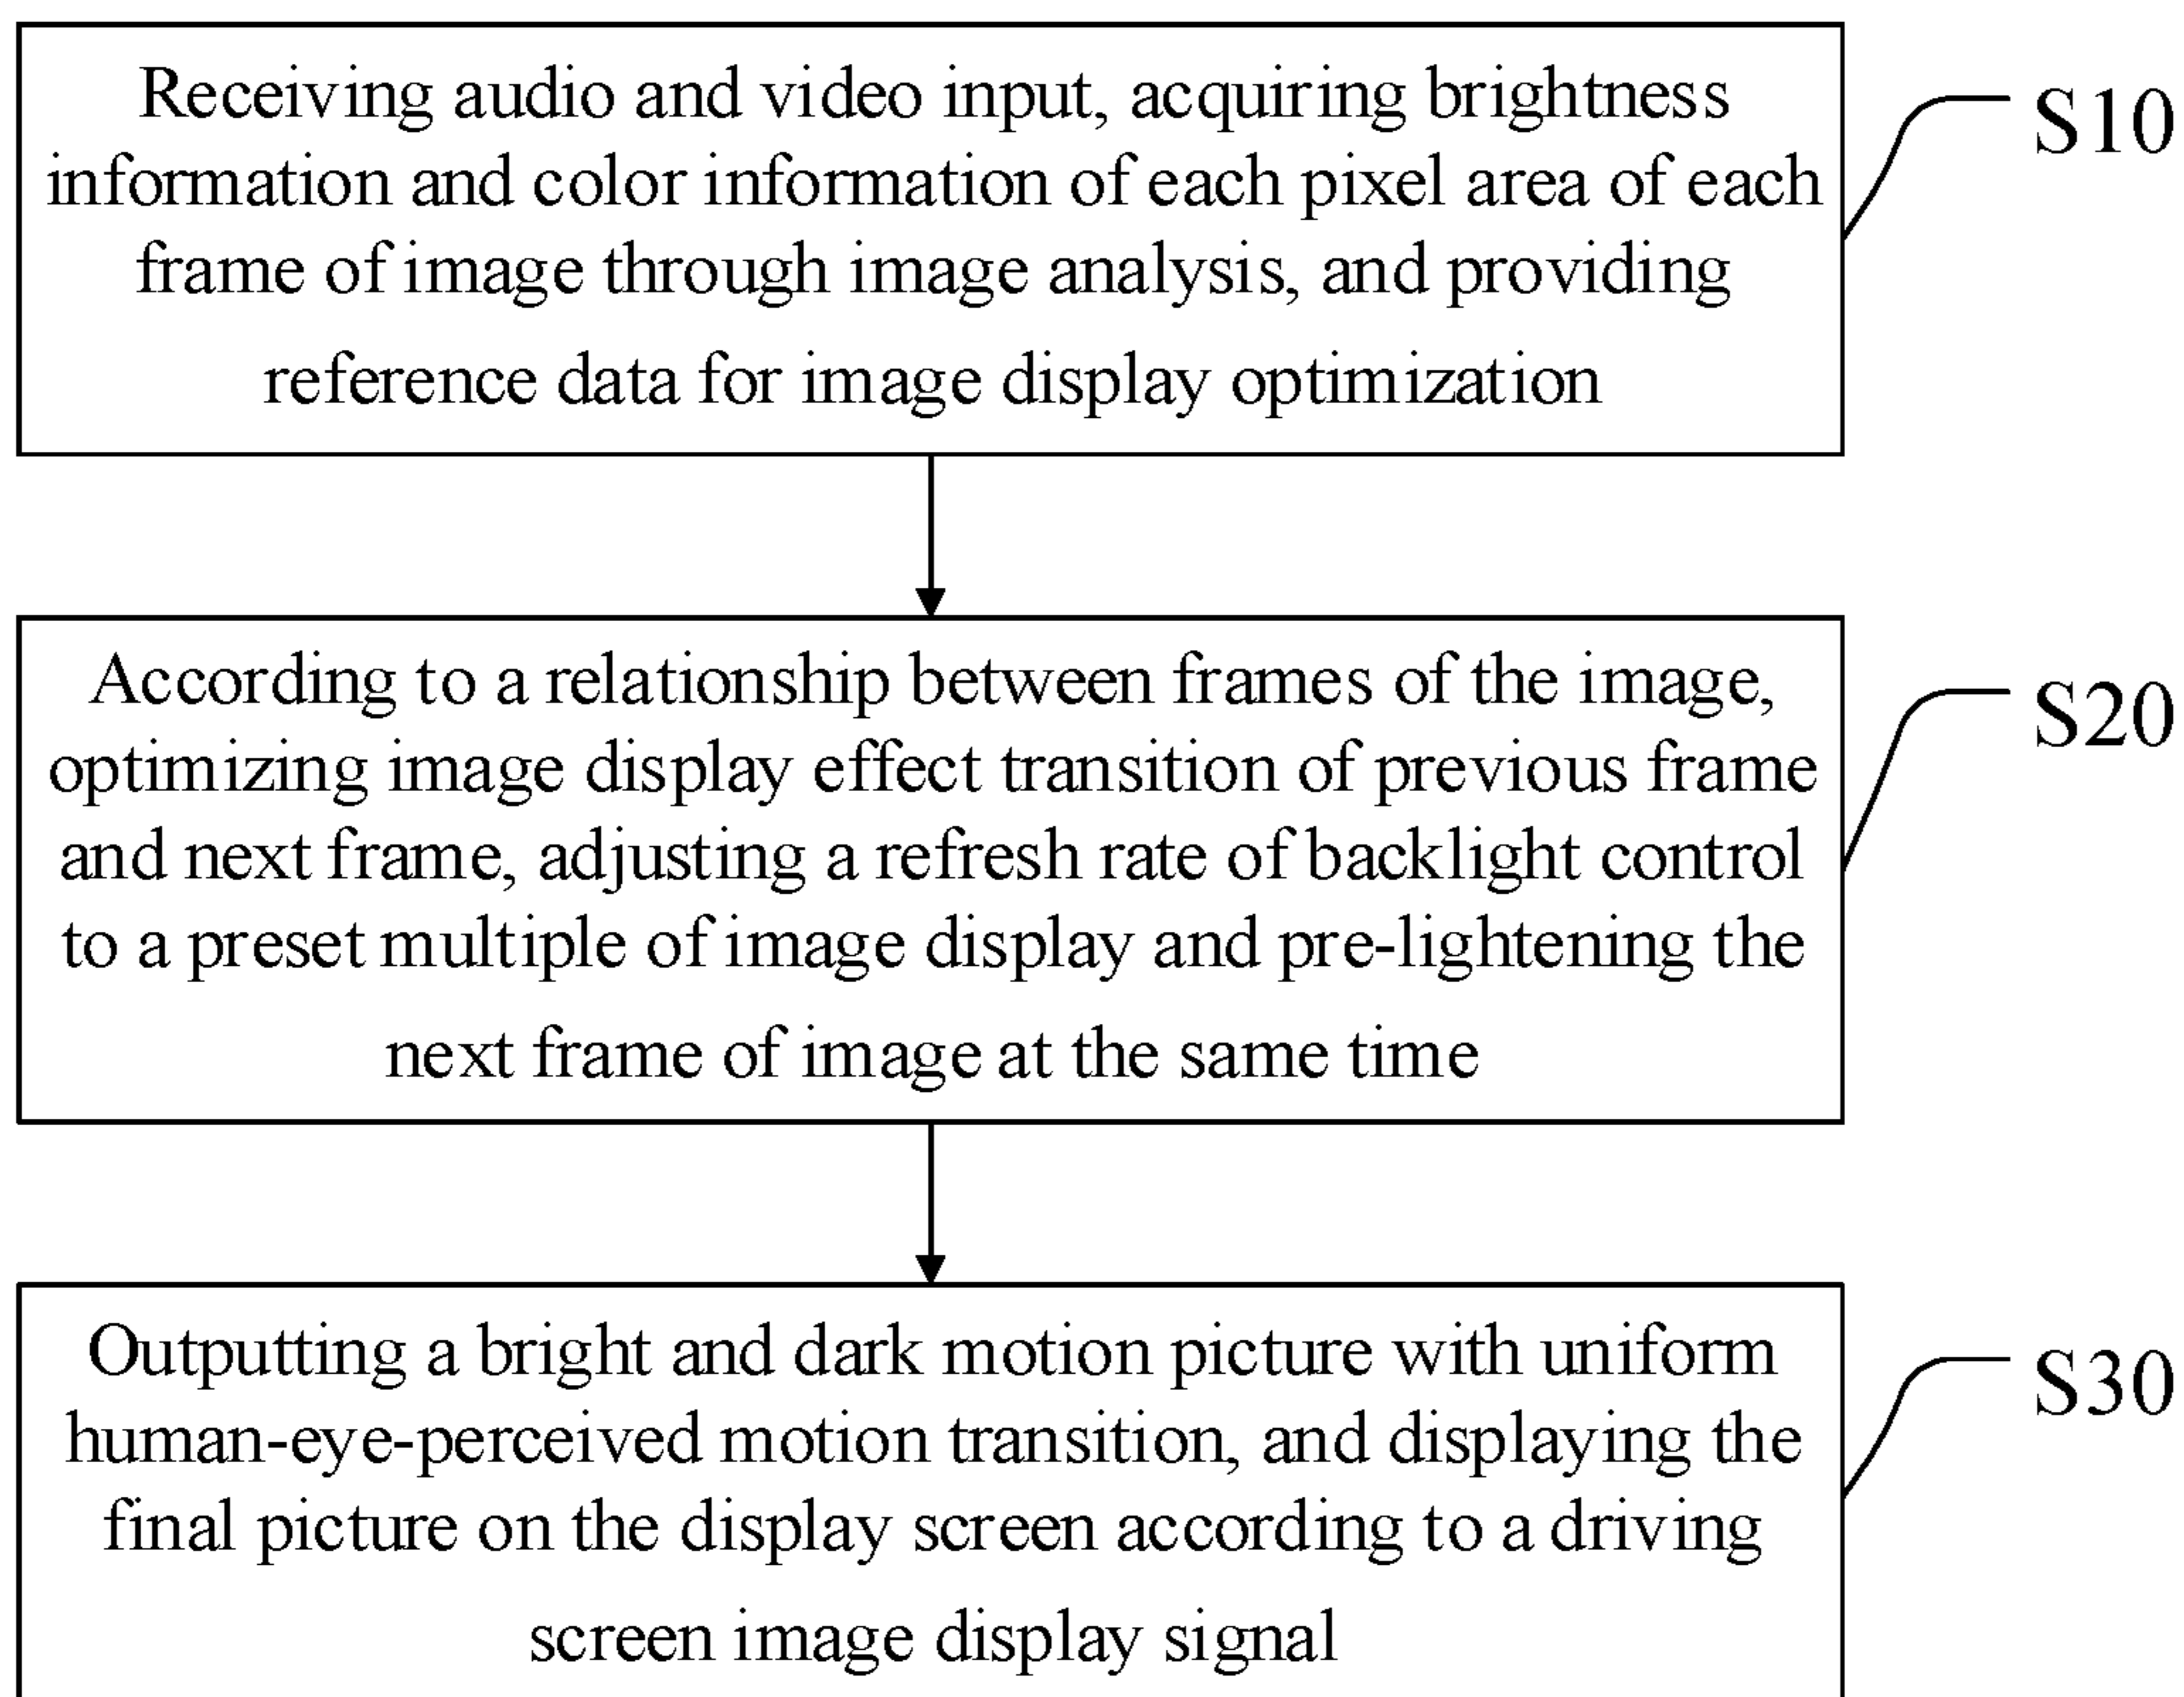 Receiving audio and video input, acquiring brightness
information and color information of each pixel area of each
frame of image through image analysis, and providing
reference data for image display optimization
S10
According to a relationship between frames of the image,
optimizing image display effect transition of previous frame
and next frame, adjusting a refresh rate of backlight control
to a preset multiple of image display and pre-lightening the
next frame of image at the same time
S20
Outputting a bright and dark motion picture with uniform
human-eye-perceived motion transition, and displaying the
final picture on the display screen according to a driving
screen image display signal
S30